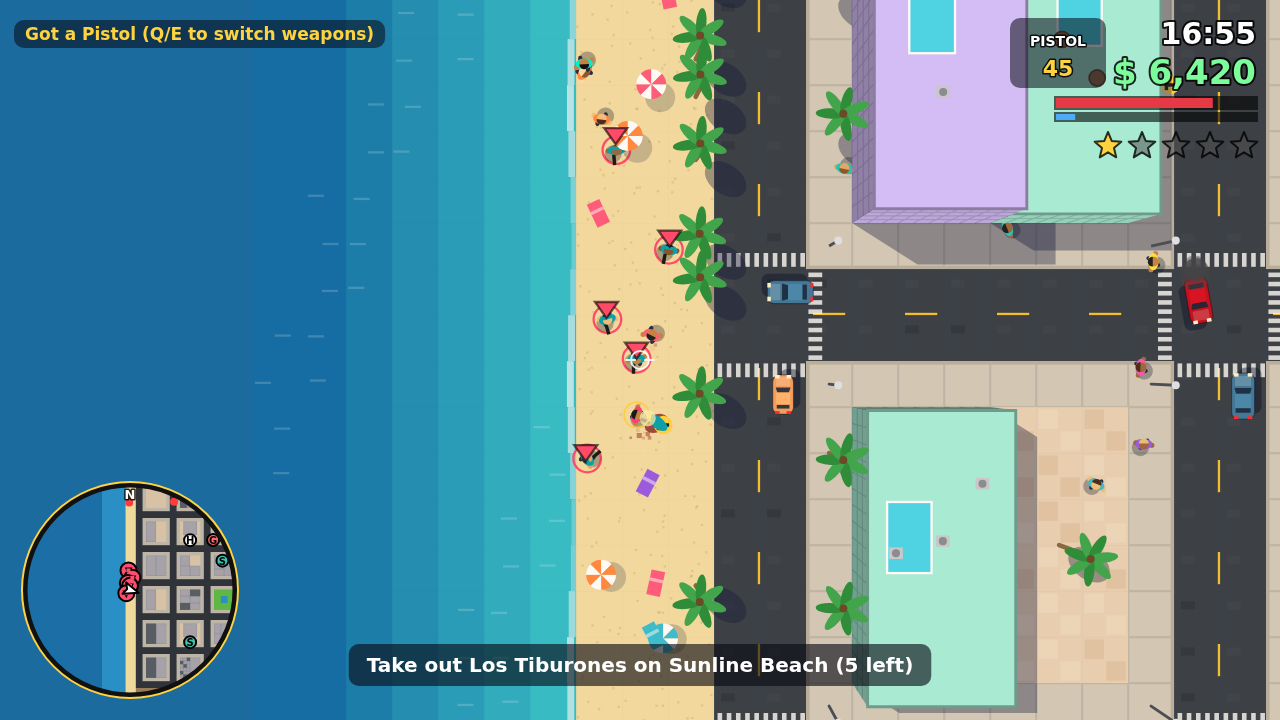 Got a Pistol (Q/E to switch weapons)
PISTOL
45
16:55
$ 6,420
N
H
G
S
S
Take out Los Tiburones on Sunline Beach (5 left)